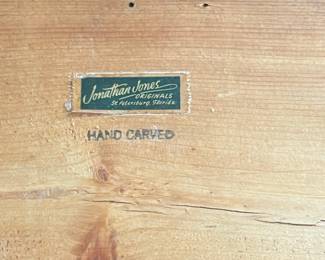 Jonathan Jones
ORIGINALS
St. Petersburg, Florida
HAND CARVED